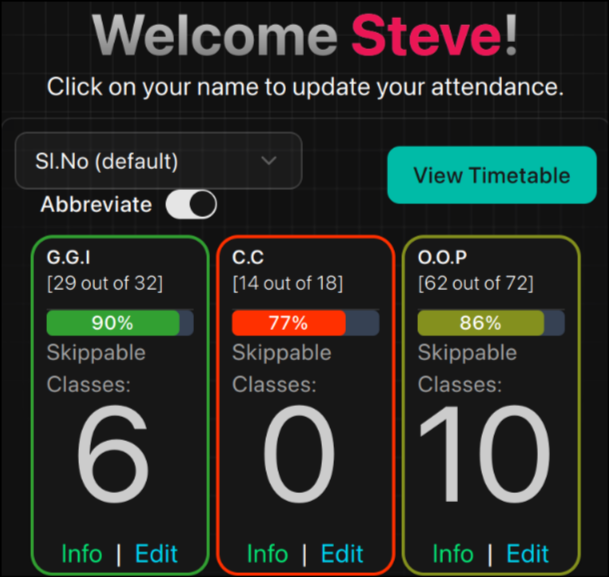 Welcome Steve!
Click on your name to update your attendance.
Sl.No (default)
View Timetable
Abbreviate
G.G.I
[29 out of 32]
90%
Skippable
Classes:
6
Info | Edit
C.C
[14 out of 18]
77%
Skippable
Classes:
0
Info | Edit
O.O.P
[62 out of 72]
86%
Skippable
Classes:
10
Info | Edit